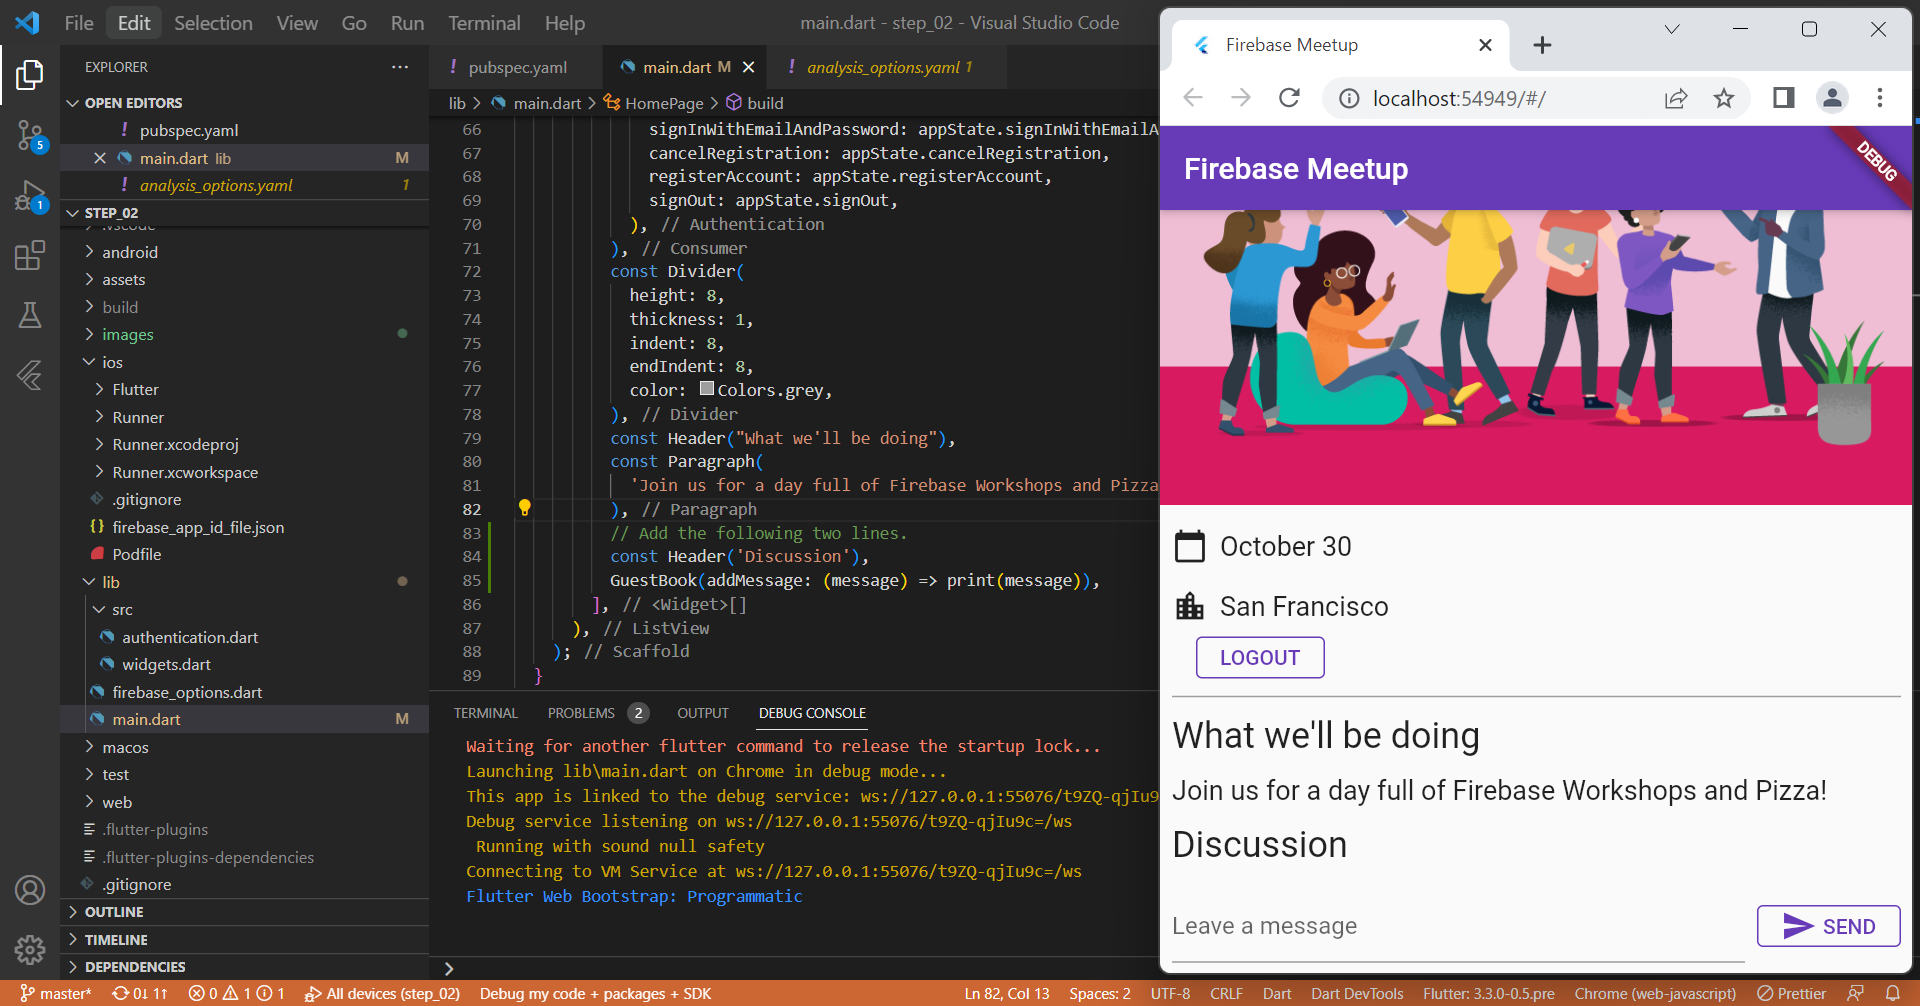 File Edit Selection View Go Run Terminal Help
main.dart - step_02 - Visual Studio Code
EXPLORER
OPEN EDITORS
! pubspec.yaml
main.dart lib M
! analysis_options.yaml 1
STEP_02
.vscode
android
assets
build
images
ios
Flutter
Runner
Runner.xcodeproj
Runner.xcworkspace
.gitignore
{} firebase_app_id_file.json
Podfile
lib
src
authentication.dart
widgets.dart
firebase_options.dart
main.dart M
macos
test
web
.flutter-plugins
.flutter-plugins-dependencies
.gitignore
OUTLINE
TIMELINE
DEPENDENCIES
5
1
! pubspec.yaml
main.dart M
! analysis_options.yaml 1
lib > main.dart > HomePage > build
66 signInWithEmailAndPassword: appState.signInWithEmailA
67 cancelRegistration: appState.cancelRegistration,
68 registerAccount: appState.registerAccount,
69 signOut: appState.signOut,
70 ), // Authentication
71 ), // Consumer
72 const Divider(
73 height: 8,
74 thickness: 1,
75 indent: 8,
76 endIndent: 8,
77 color: Colors.grey,
78 ), // Divider
79 const Header("What we'll be doing"),
80 const Paragraph(
81 'Join us for a day full of Firebase Workshops and Pizza
82 ), // Paragraph
83 // Add the following two lines.
84 const Header('Discussion'),
85 GuestBook(addMessage: (message) => print(message)),
86 ], // <Widget>[]
87 ), // ListView
88 ); // Scaffold
89 }
TERMINAL PROBLEMS 2 OUTPUT DEBUG CONSOLE
Waiting for another flutter command to release the startup lock...
Launching lib\main.dart on Chrome in debug mode...
This app is linked to the debug service: ws://127.0.0.1:55076/t9ZQ-qjIu9
Debug service listening on ws://127.0.0.1:55076/t9ZQ-qjIu9c=/ws
Running with sound null safety
Connecting to VM Service at ws://127.0.0.1:55076/t9ZQ-qjIu9c=/ws
Flutter Web Bootstrap: Programmatic
>
master* 0↓ 1↑ 0 1 1 All devices (step_02) Debug my code + packages + SDK
Ln 82, Col 13 Spaces: 2 UTF-8 CRLF Dart Dart DevTools Flutter: 3.3.0-0.5.pre Chrome (web-javascript) Prettier
Firebase Meetup
localhost:54949/#/
Firebase Meetup
DEBUG
October 30
San Francisco
LOGOUT
What we'll be doing
Join us for a day full of Firebase Workshops and Pizza!
Discussion
Leave a message
SEND